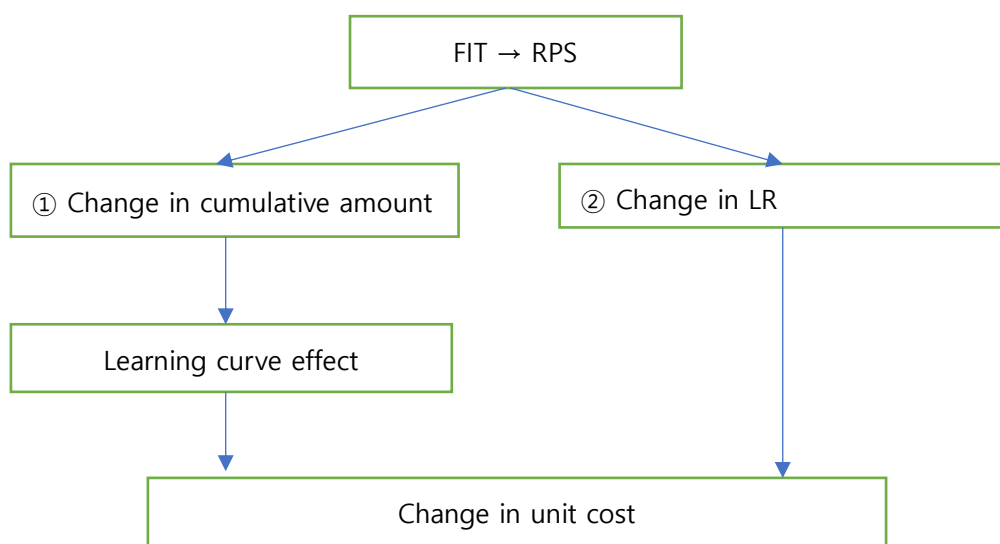 FIT → RPS
① Change in cumulative amount
② Change in LR
Learning curve effect
Change in unit cost